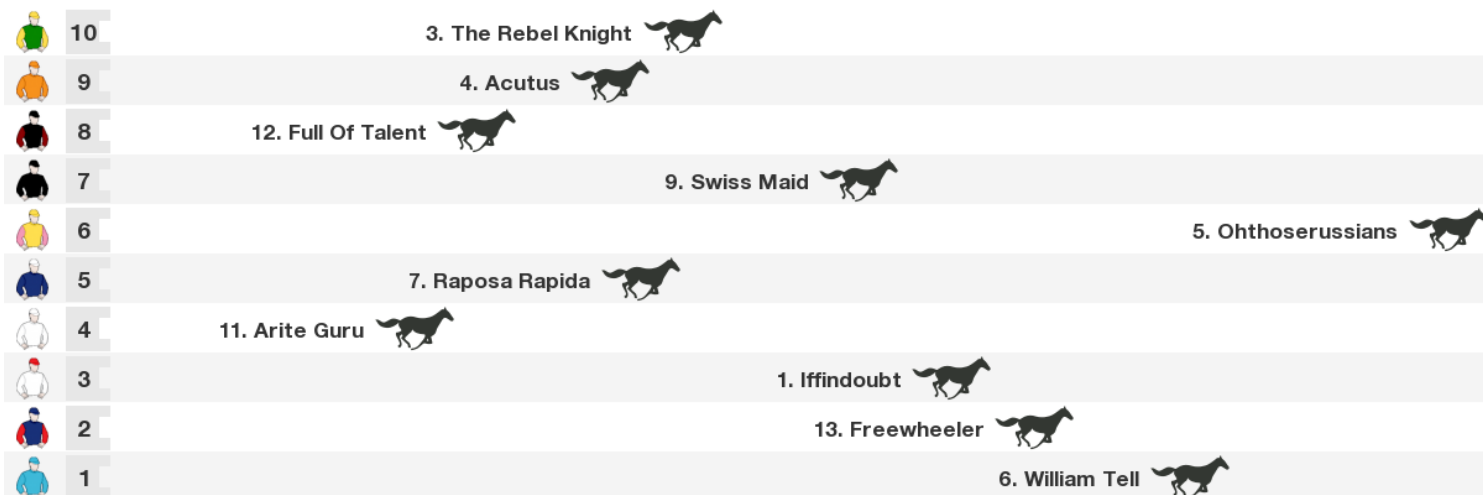 10 3. The Rebel Knight
9 4. Acutus
8 12. Full Of Talent
7 9. Swiss Maid
6 5. Ohthoserussians
5 7. Raposa Rapida
4 11. Arite Guru
3 1. Iffindoubt
2 13. Freewheeler
1 6. William Tell